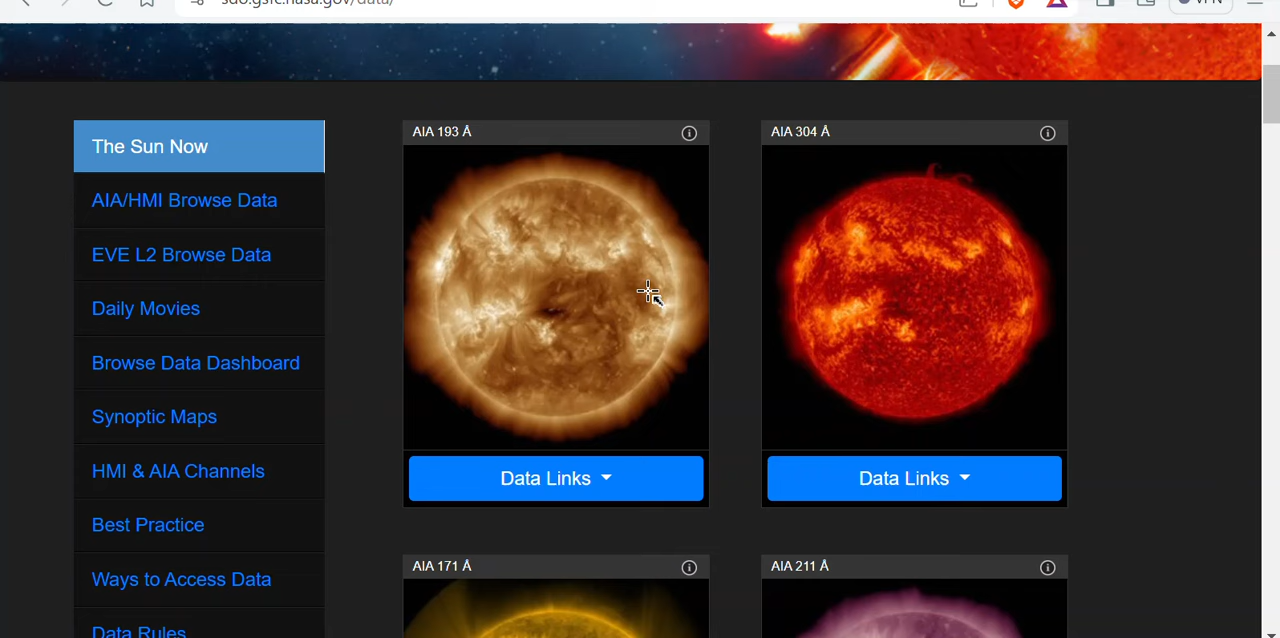 sdo.gsfc.nasa.gov/data/
VPN
The Sun Now
AIA/HMI Browse Data
EVE L2 Browse Data
Daily Movies
Browse Data Dashboard
Synoptic Maps
HMI & AIA Channels
Best Practice
Ways to Access Data
Data Rules
AIA 193 Å
AIA 304 Å
Data Links
Data Links
AIA 171 Å
AIA 211 Å